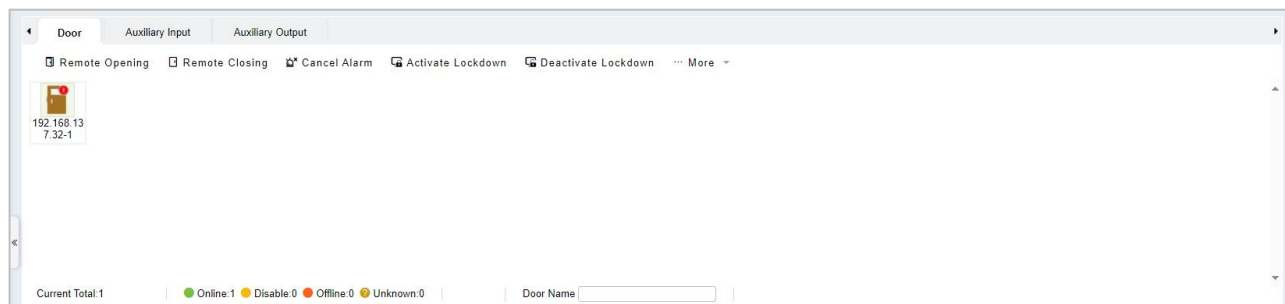 Door Auxiliary Input Auxiliary Output
Remote Opening Remote Closing Cancel Alarm Activate Lockdown Deactivate Lockdown ··· More
192.168.13
7.32-1
«
Current Total:1 Online:1 Disable:0 Offline:0 Unknown:0 Door Name